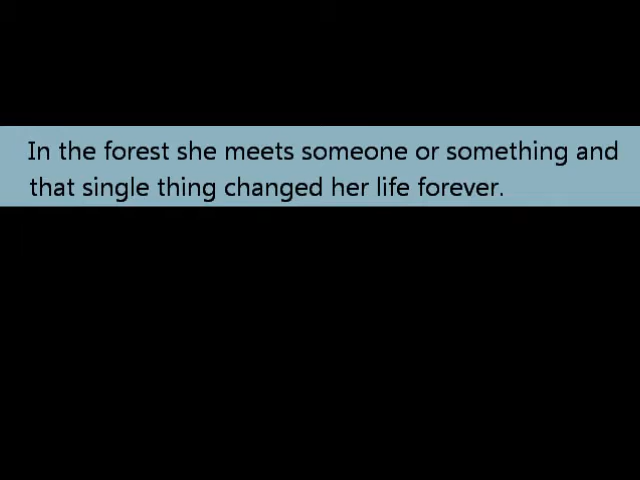 In the forest she meets someone or something and
that single thing changed her life forever.